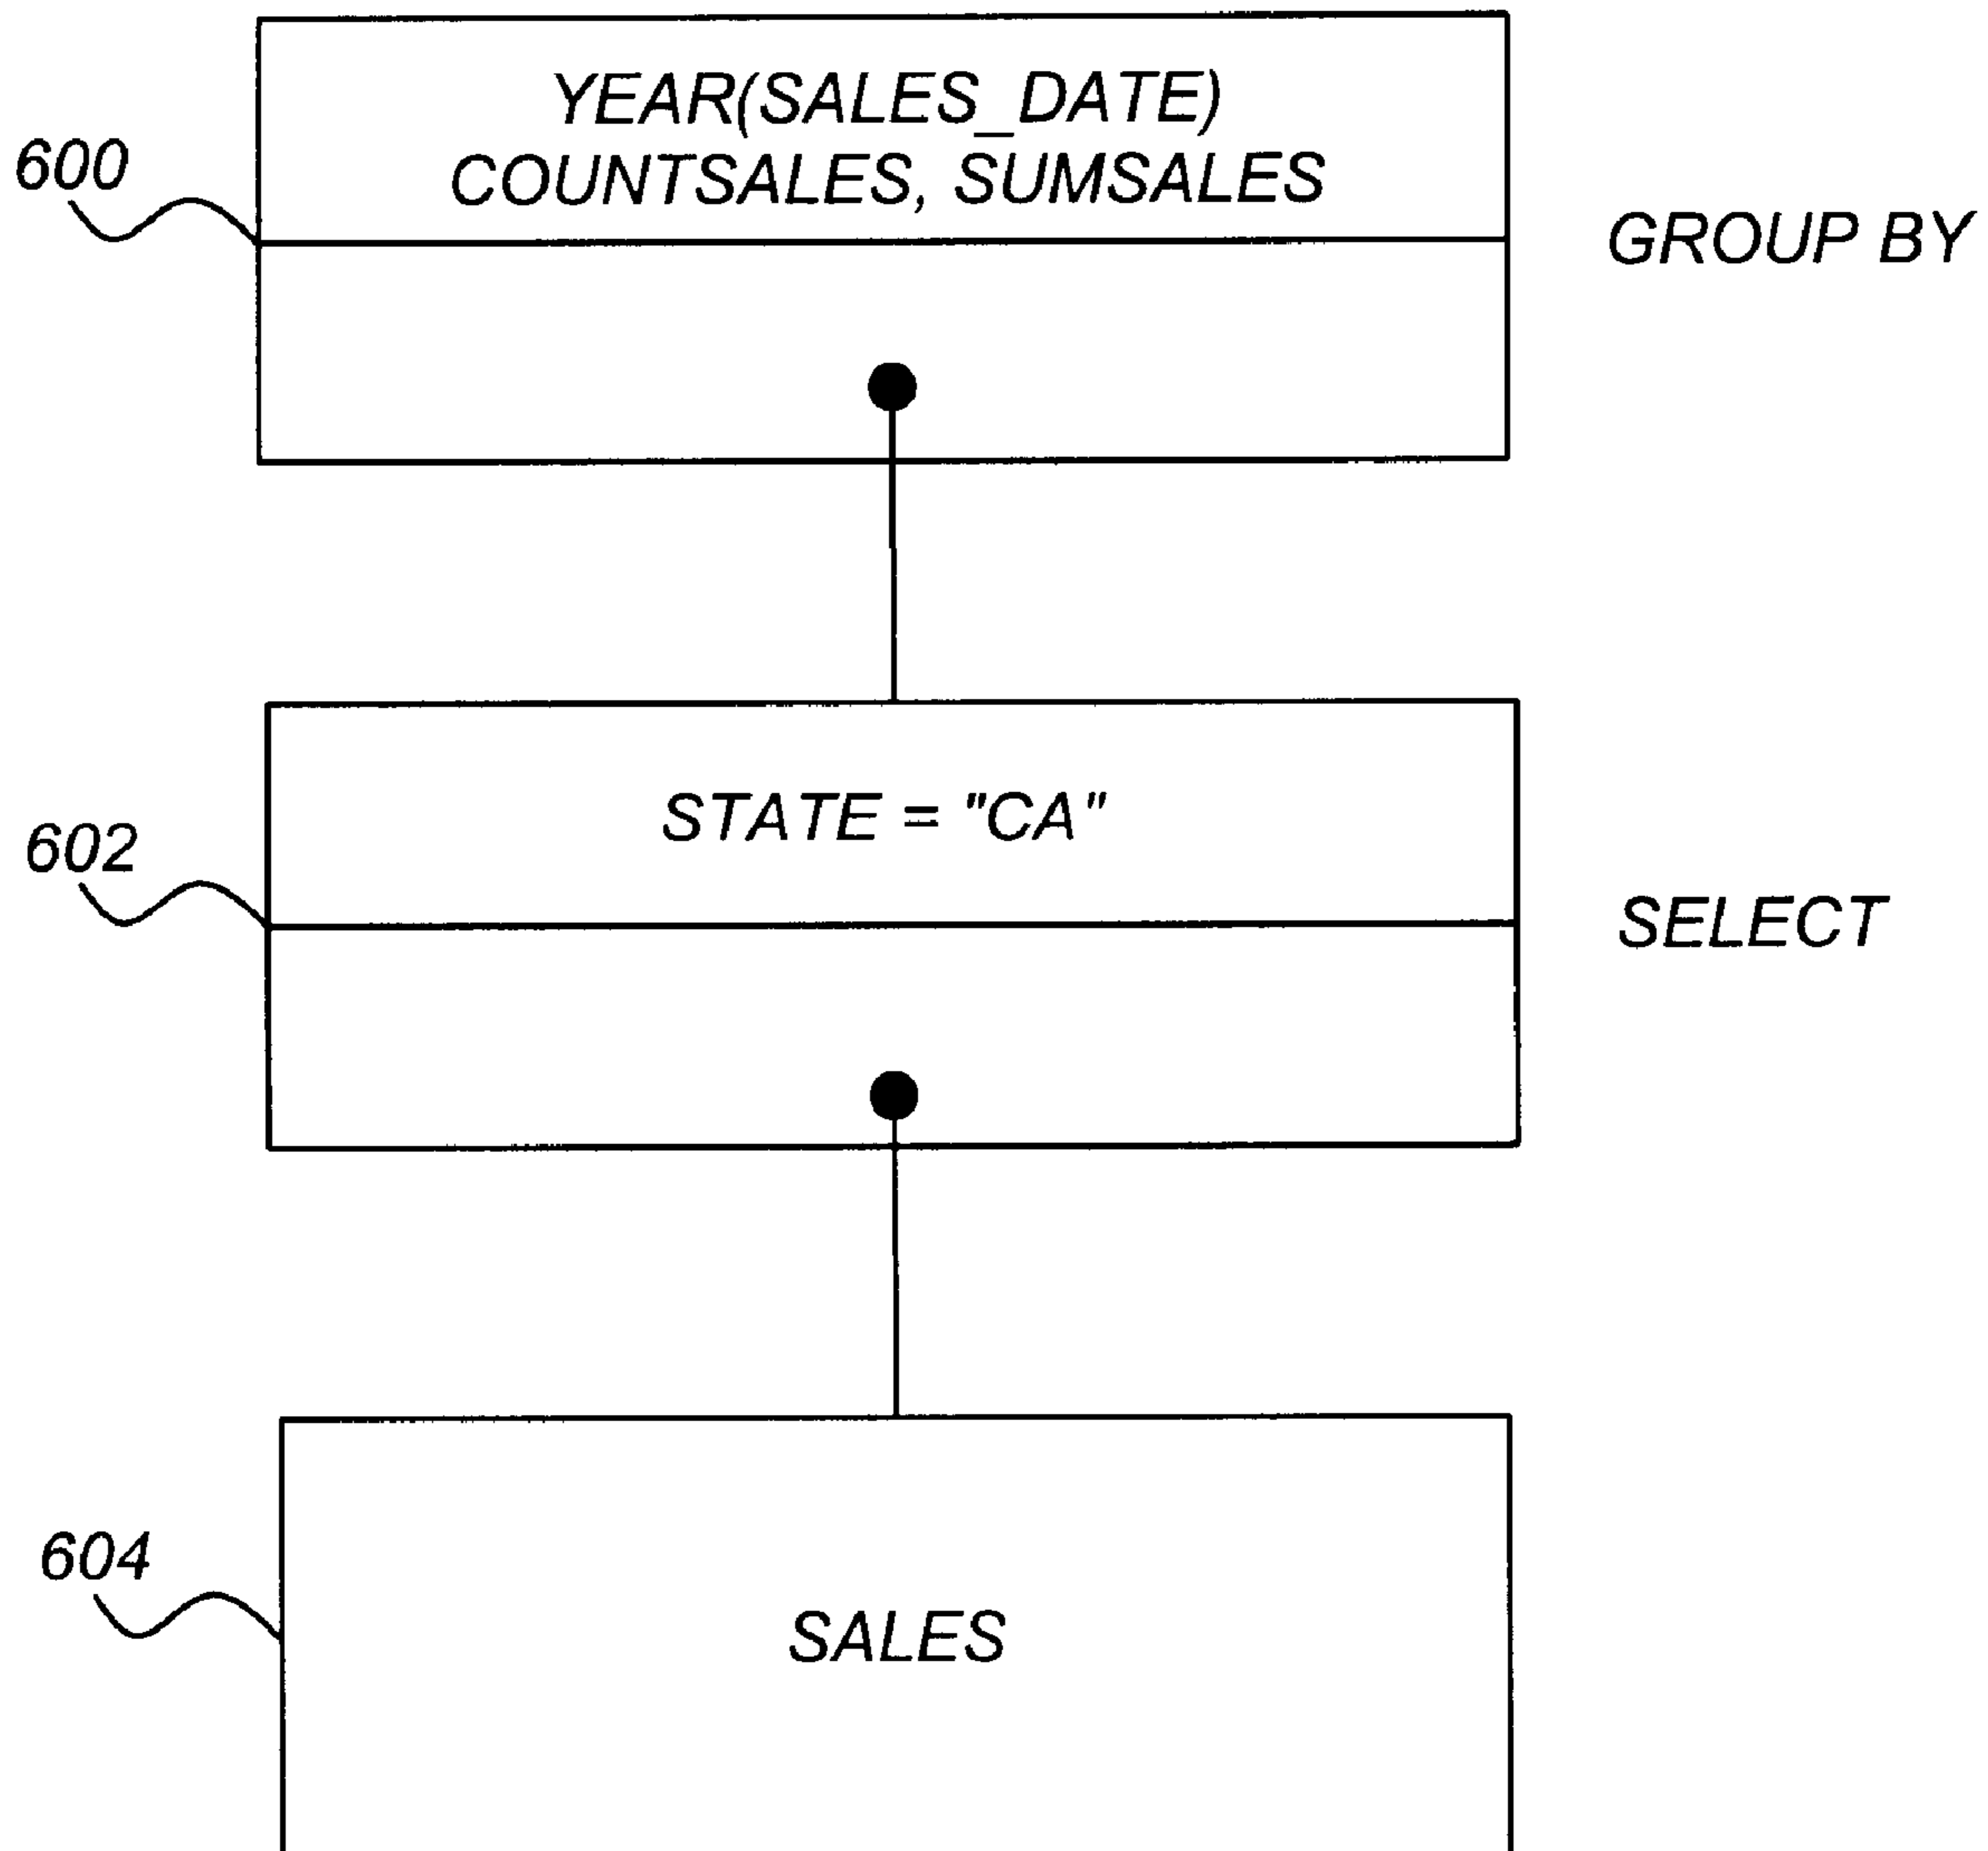 YEAR(SALES_DATE)
COUNTSALES, SUMSALES
600
GROUP BY
STATE = "CA"
602
SELECT
604
SALES